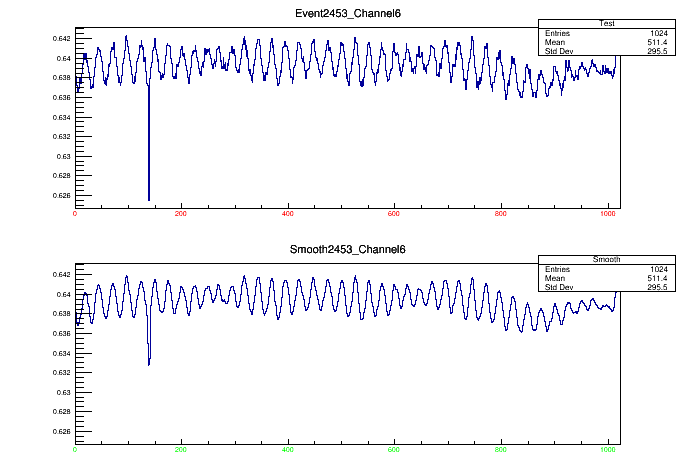 Event2453_Channel6
Test
Entries 1024
Mean 511.4
Std Dev 295.5
0.642
0.64
0.638
0.636
0.634
0.632
0.63
0.628
0.626
0 200 400 600 800 1000
Smooth2453_Channel6
Smooth
Entries 1024
Mean 511.4
Std Dev 295.5
0.642
0.64
0.638
0.636
0.634
0.632
0.63
0.628
0.626
0 200 400 600 800 1000